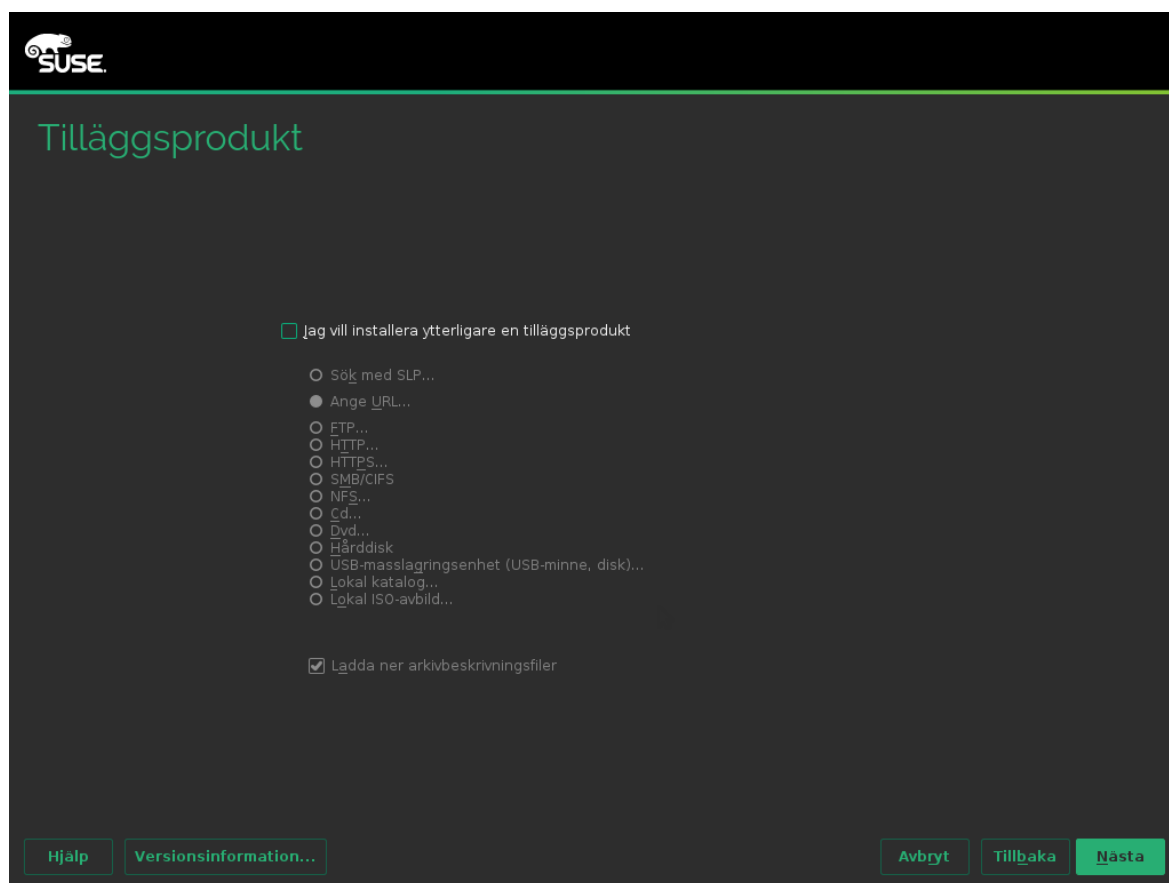 SUSE.
Tilläggsprodukt
Jag vill installera ytterligare en tilläggsprodukt
Sök med SLP...
Ange URL...
FTP...
HTTP...
HTTPS...
SMB/CIFS
NFS...
Cd...
Dvd...
Hårddisk
USB-masslagringsenhet (USB-minne, disk)...
Lokal katalog...
Lokal ISO-avbild...
Ladda ner arkivbeskrivningsfiler
Hjälp Versionsinformation... Avbryt Tillbaka Nästa